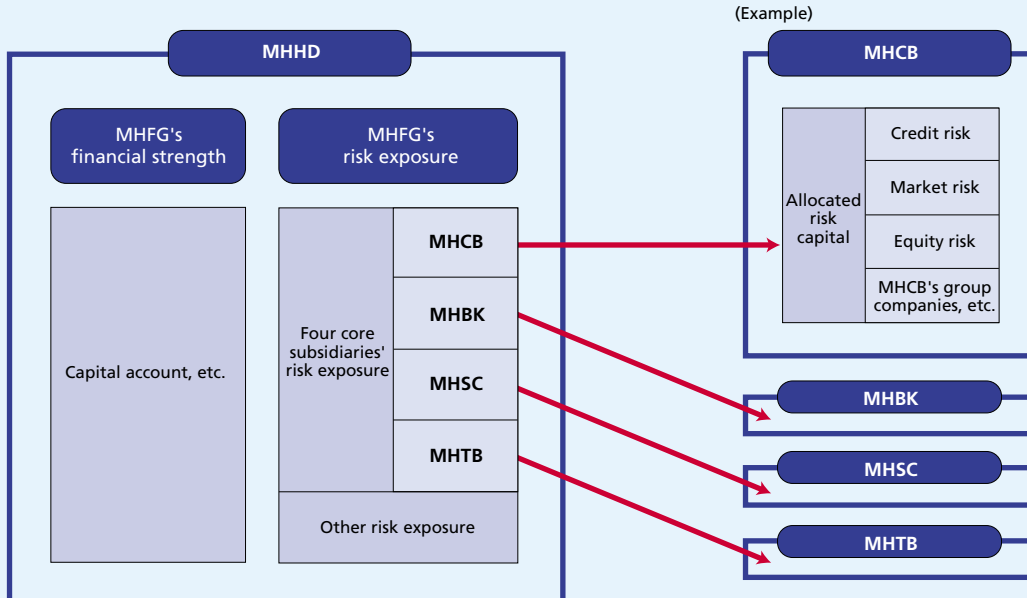 (Example)
MHHD
MHFG's
financial strength
MHFG's
risk exposure
Capital account, etc.
Four core
subsidiaries'
risk exposure
MHCB
MHBK
MHSC
MHTB
Other risk exposure
MHCB
Allocated
risk
capital
Credit risk
Market risk
Equity risk
MHCB's group
companies, etc.
MHBK
MHSC
MHTB